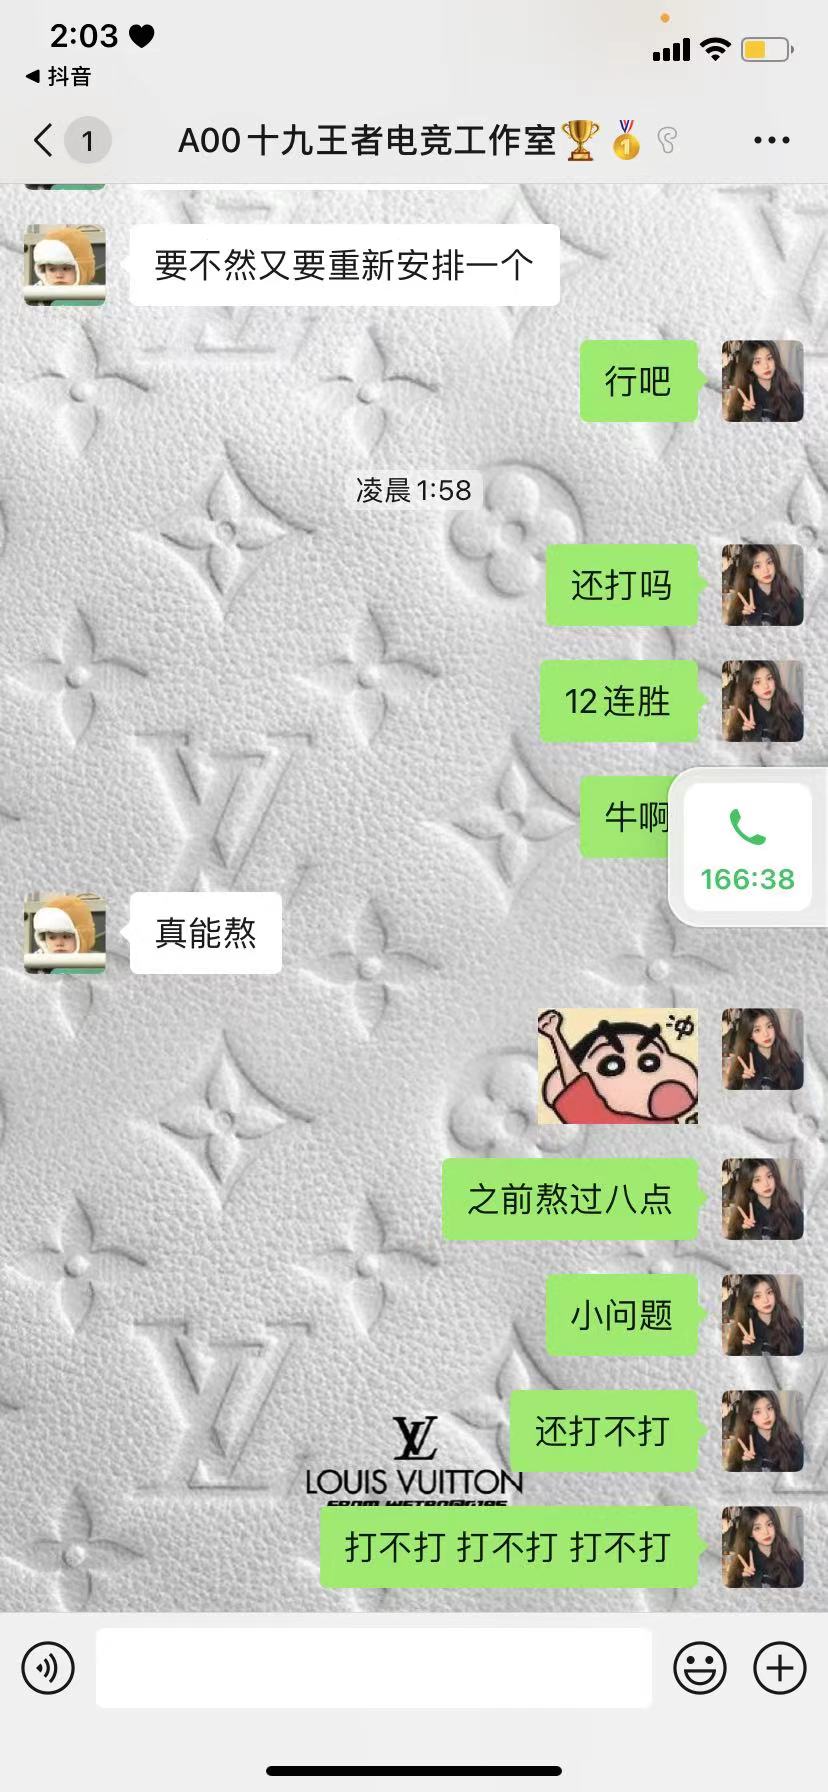 2:03
抖音
1
A00十九王者电竞工作室
要不然又要重新安排一个
行吧
凌晨1:58
还打吗
12连胜
牛啊
166:38
真能熬
冲
之前熬过八点
小问题
还打不打
LOUIS VUITTON
打不打 打不打 打不打